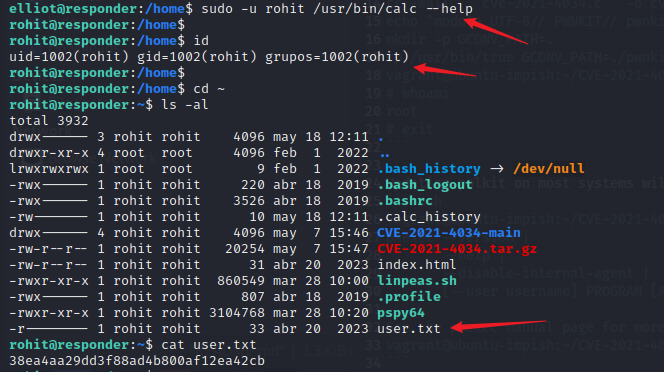 elliot@responder:/home$ sudo -u rohit /usr/bin/calc --help
rohit@responder:/home$ id
uid=1002(rohit) gid=1002(rohit) grupos=1002(rohit)
rohit@responder:/home$ cd ~
rohit@responder:~$ ls -al
total 3932
drwx------ 3 rohit rohit 4096 may 18 12:11 .
drwxr-xr-x 4 root root 4096 feb 1 2022 ..
lrwxrwxrwx 1 root root 9 feb 1 2022 .bash_history -> /dev/null
-rwx------ 1 rohit rohit 220 abr 18 2019 .bash_logout
-rwx------ 1 rohit rohit 3526 abr 18 2019 .bashrc
-rw------- 1 rohit rohit 10 may 18 12:11 .calc_history
drwx------ 4 rohit rohit 4096 may 7 15:46 CVE-2021-4034-main
-rw-r--r-- 1 rohit rohit 20254 may 7 15:47 CVE-2021-4034.tar.gz
-rw-r--r-- 1 rohit rohit 31 abr 20 2023 index.html
-rwxr-xr-x 1 rohit rohit 860549 mar 28 10:00 linpeas.sh
-rwx------ 1 rohit rohit 807 abr 18 2019 .profile
-rwxr-xr-x 1 rohit rohit 3104768 mar 28 10:20 pspy64
-r-------- 1 rohit rohit 33 abr 20 2023 user.txt
rohit@responder:~$ cat user.txt
38ea4aa29dd3f88ad4b800af12ea42cb